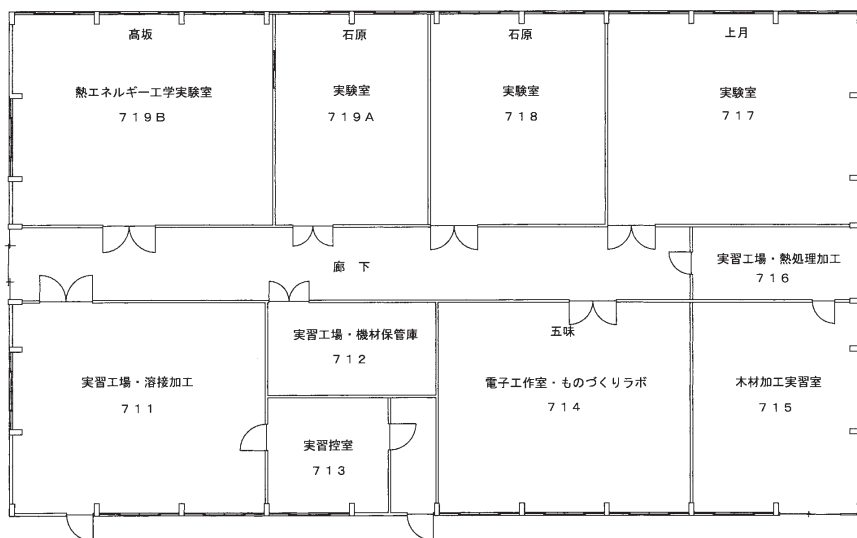 髙坂
熱エネルギー工学実験室
719B
石原
実験室
719A
石原
実験室
718
上月
実験室
717
廊 下
実習工場・熱処理加工
716
実習工場・溶接加工
711
実習工場・機材保管庫
712
実習控室
713
五味
電子工作室・ものづくりラボ
714
木材加工実習室
715